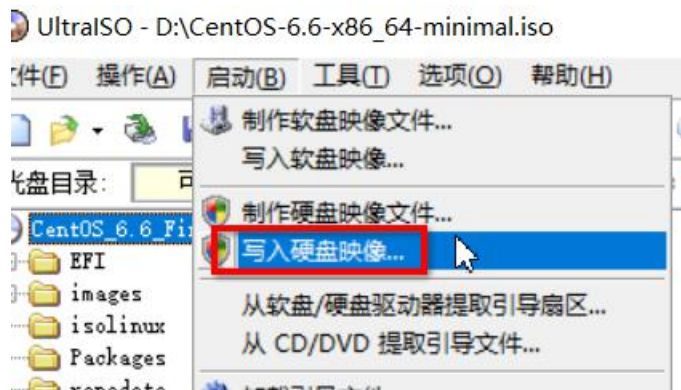 UltraISO - D:\CentOS-6.6-x86_64-minimal.iso
文件(F) 操作(A) 启动(B) 工具(T) 选项(O) 帮助(H)
制作软盘映像文件...
写入软盘映像...
光盘目录: 可
制作硬盘映像文件...
CentOS_6.6_Fi
写入硬盘映像...
EFI
images
从软盘/硬盘驱动器提取引导扇区...
isolinux
从 CD/DVD 提取引导文件...
Packages